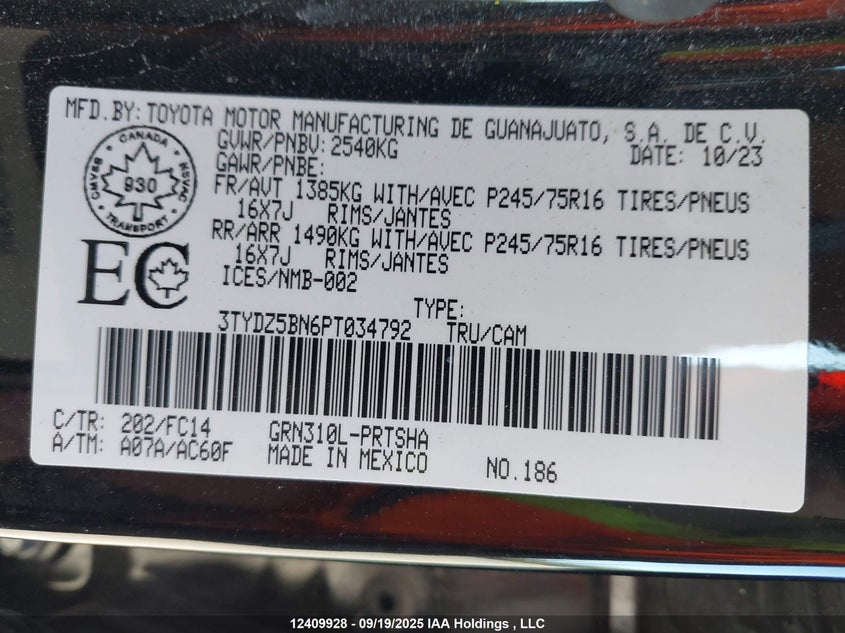 MFD.BY: TOYOTA MOTOR MANUFACTURING DE GUANAJUATO, S.A. DE C.V.
GVWR/PNBV: 2540KG DATE: 10/23
GAWR/PNBE:
FR/AVT 1385KG WITH/AVEC P245/75R16 TIRES/PNEUS
16X7J RIMS/JANTES
RR/ARR 1490KG WITH/AVEC P245/75R16 TIRES/PNEUS
16X7J RIMS/JANTES
ICES/NMB-002
CANADA
CMVSS 930 NSVAC
TRANSPORT
EC
TYPE:
3TYDZ5BN6PT034792 TRU/CAM
C/TR: 202/FC14 GRN310L-PRTSHA
A/TM: A07A/AC60F MADE IN MEXICO NO.186
12409928 - 09/19/2025 IAA Holdings , LLC